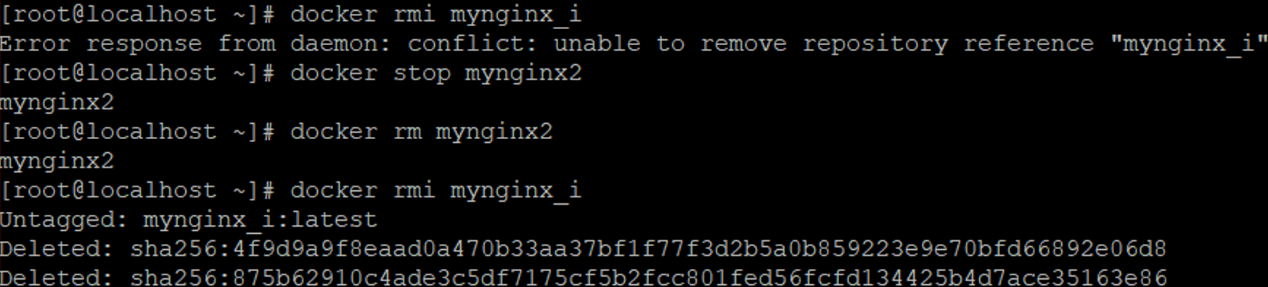 [root@localhost ~]# docker rmi mynginx_i
Error response from daemon: conflict: unable to remove repository reference "mynginx_i"
[root@localhost ~]# docker stop mynginx2
mynginx2
[root@localhost ~]# docker rm mynginx2
mynginx2
[root@localhost ~]# docker rmi mynginx_i
Untagged: mynginx_i:latest
Deleted: sha256:4f9d9a9f8eaad0a470b33aa37bf1f77f3d2b5a0b859223e9e70bfd66892e06d8
Deleted: sha256:875b62910c4ade3c5df7175cf5b2fcc801fed56fcfd134425b4d7ace35163e86